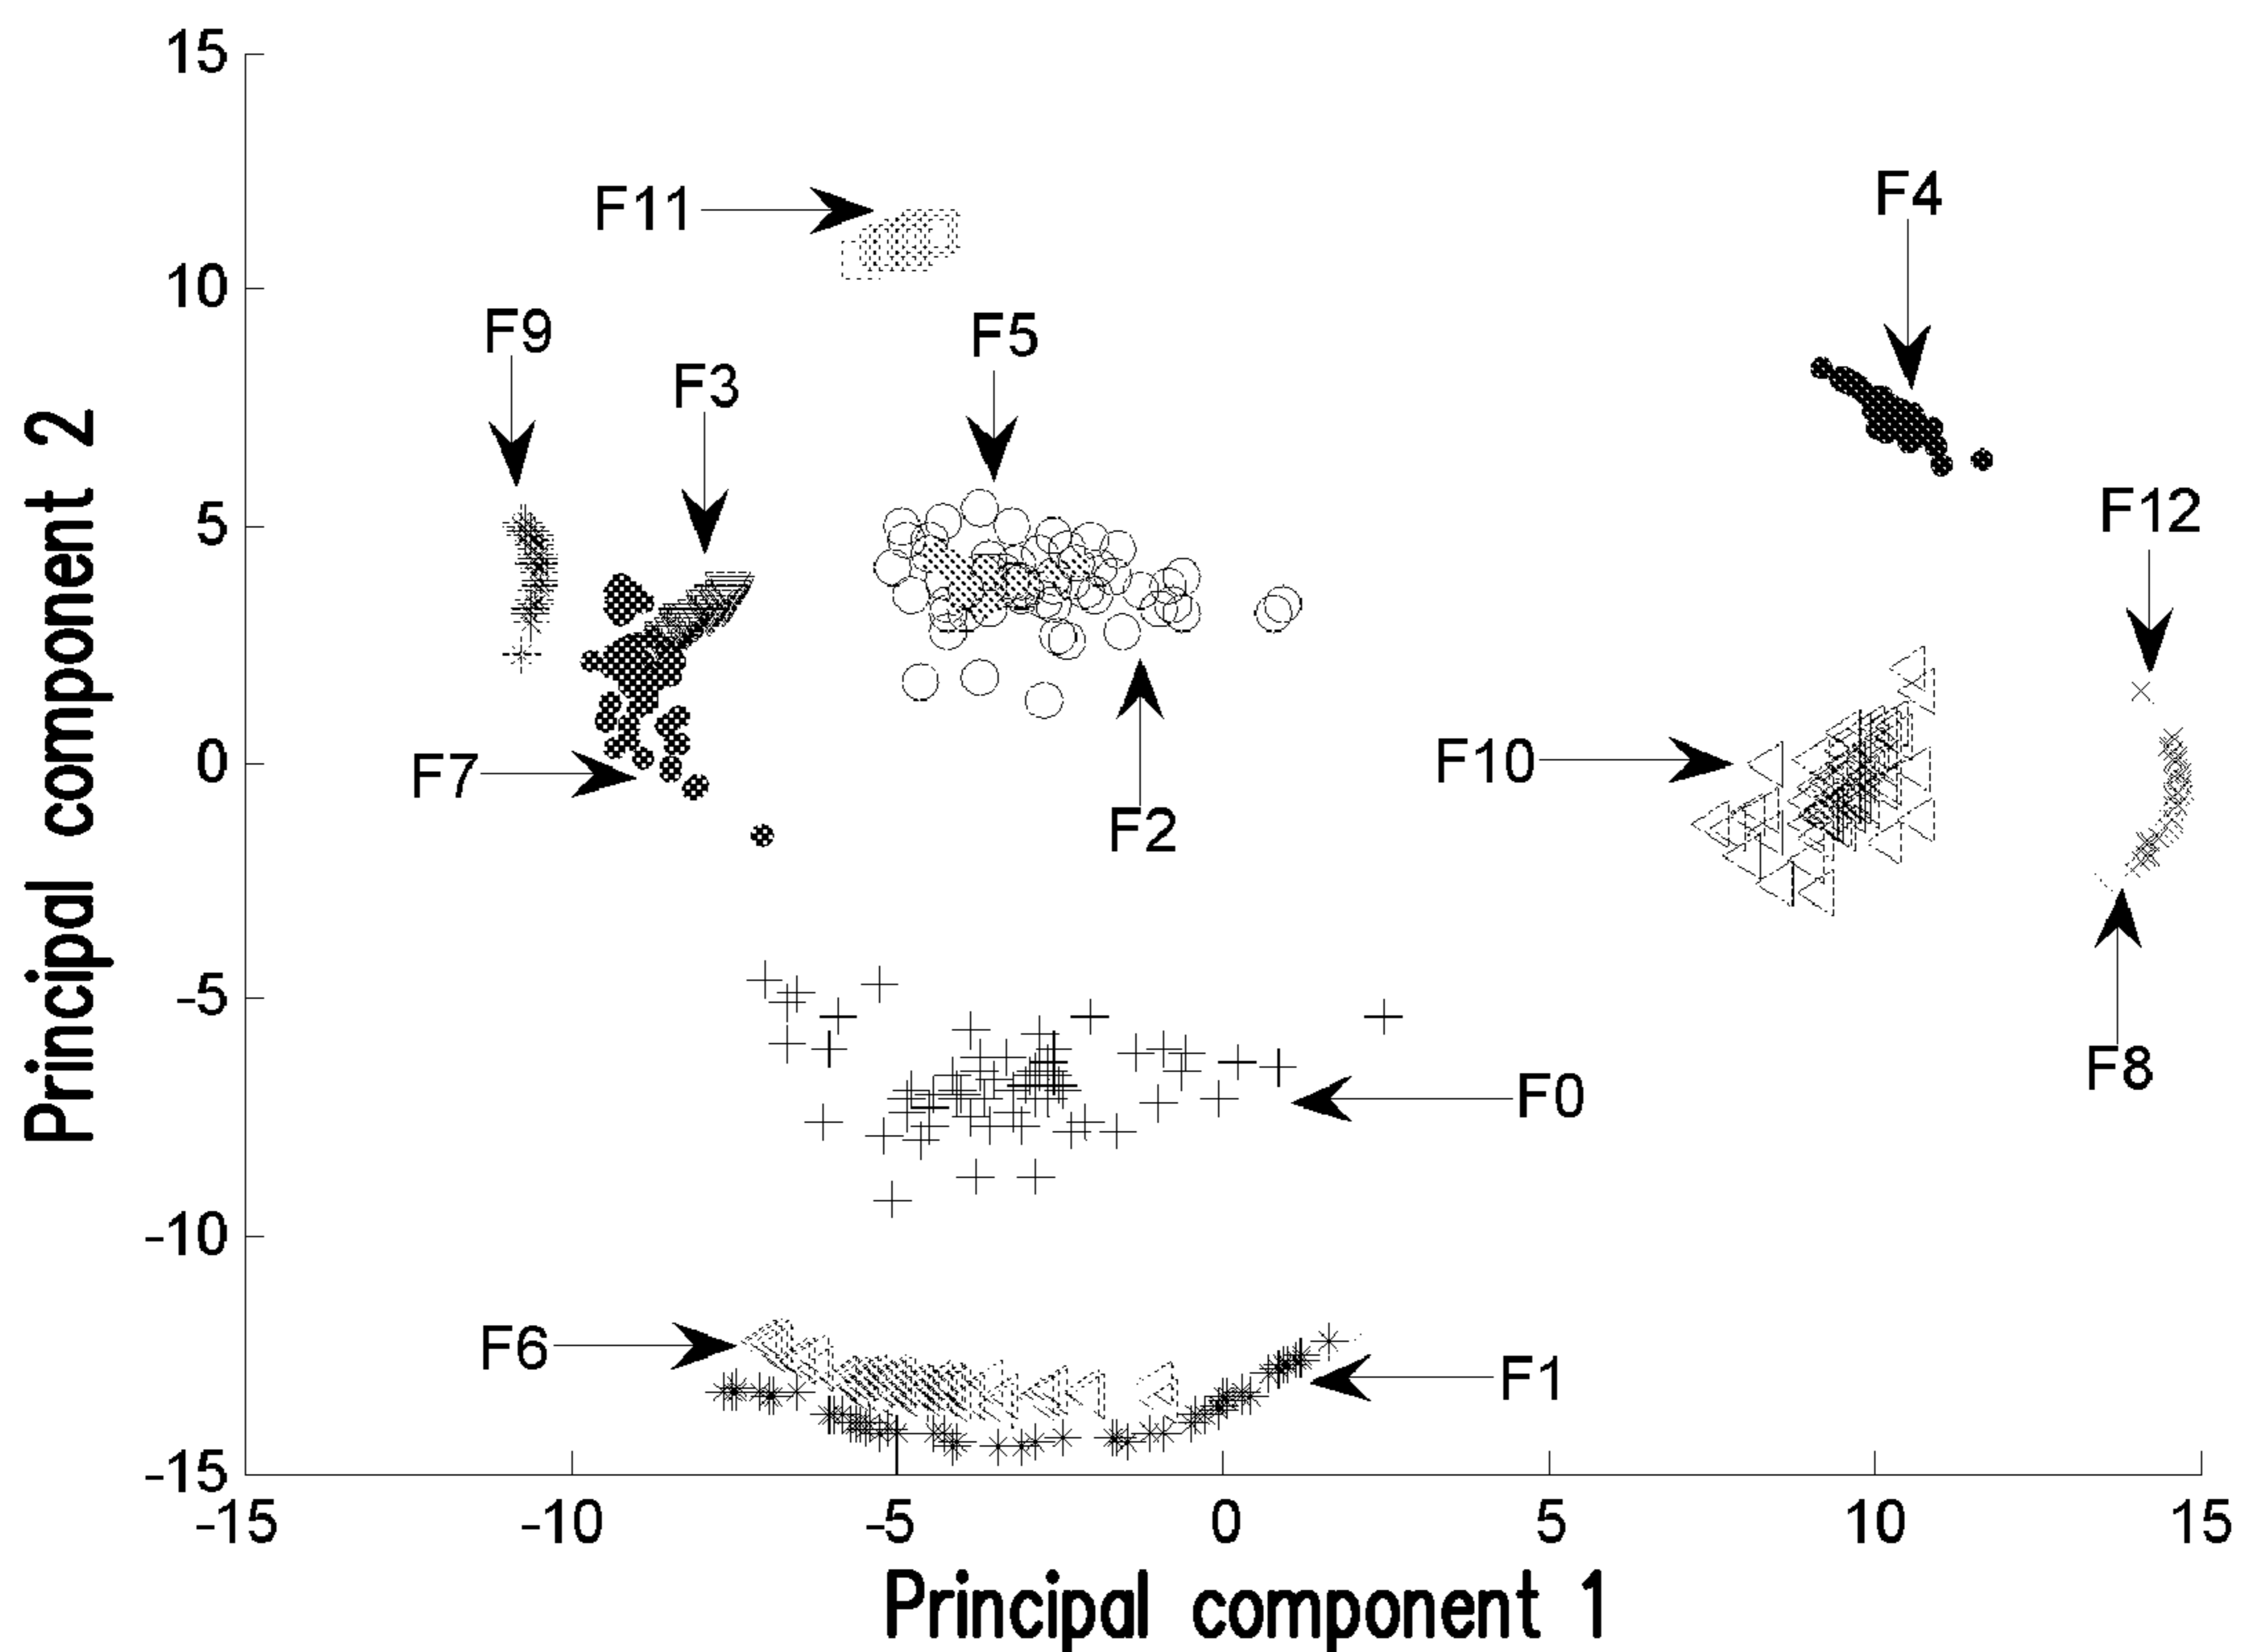 15
F4
F11
10
F9
F5
F3
F12
5
Principal component 2
0
F10
F7
F2
-5
F8
F0
-10
F6
F1
-15
-15 -10 -5 0 5 10 15
Principal component 1